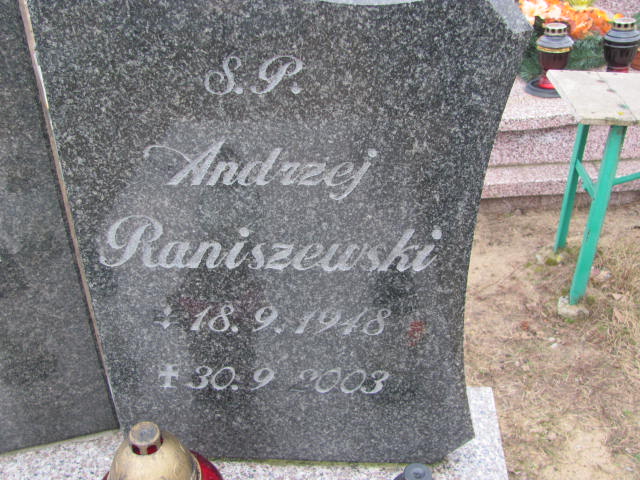 S.P.
Andrzej
Raniszewski
18.9.1948
✝ 30.9 2003